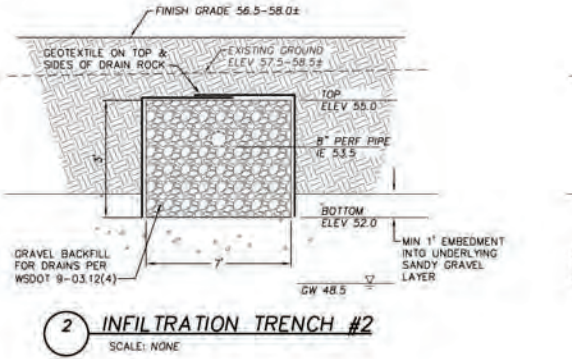 FINISH GRADE 56.5-58.0±
GEOTEXTILE ON TOP &
SIDES OF DRAIN ROCK
EXISTING GROUND
ELEV 57.5-58.5±
TOP
ELEV 55.0
8" PERF PIPE
IE 53.5
3'
BOTTOM
ELEV 52.0
GRAVEL BACKFILL
FOR DRAINS PER
WSDOT 9-03.12(4)
7'
MIN 1' EMBEDMENT
INTO UNDERLYING
SANDY GRAVEL
LAYER
GW 48.5
2 INFILTRATION TRENCH #2
SCALE: NONE